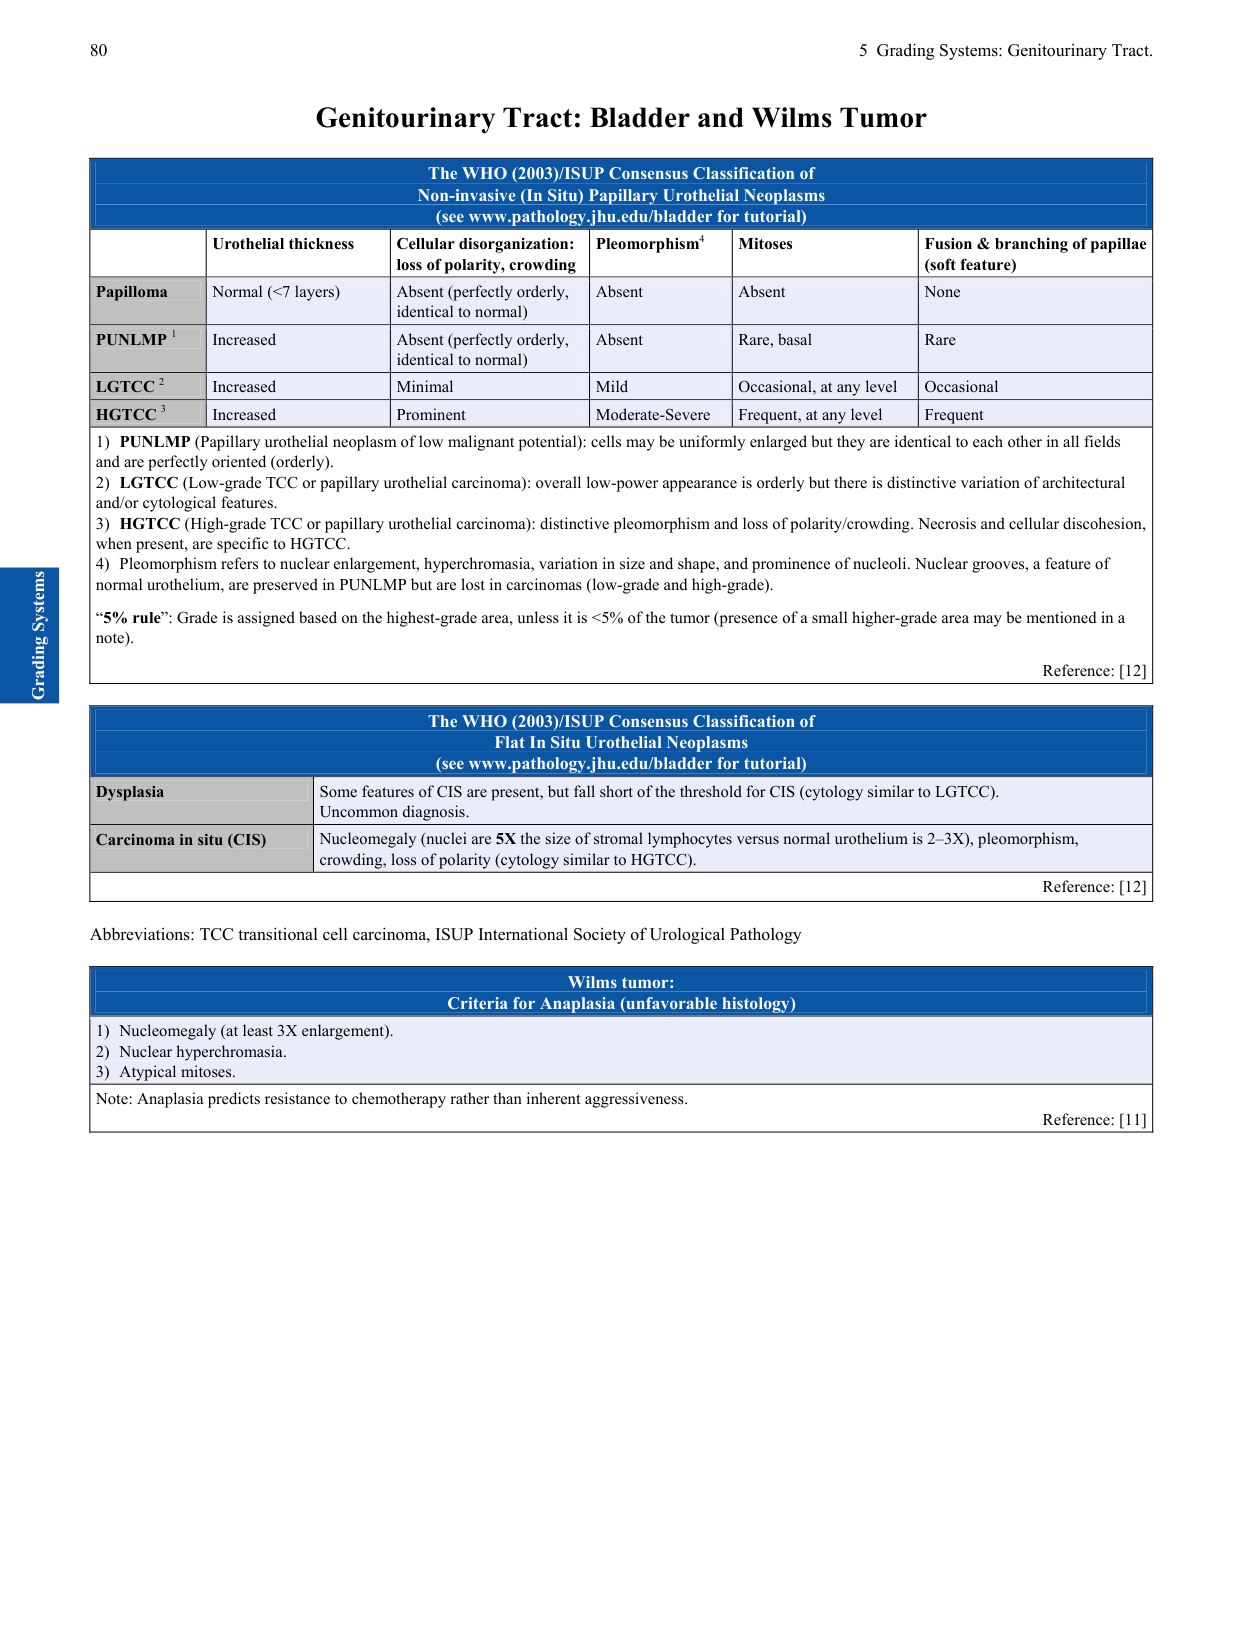 80
5 Grading Systems: Genitourinary Tract.
Genitourinary Tract: Bladder and Wilms Tumor
The WHO (2003)/ISUP Consensus Classification of
Non-invasive (In Situ) Papillary Urothelial Neoplasms
(see www.pathology.jhu.edu/bladder for tutorial)
Urothelial thickness
Cellular disorganization:
loss of polarity, crowding
Pleomorphism4
Mitoses
Fusion & branching of papillae
(soft feature)
Papilloma
Normal (<7 layers)
Absent (perfectly orderly,
identical to normal)
Absent
Absent
None
PUNLMP 1
Increased
Absent (perfectly orderly,
identical to normal)
Absent
Rare, basal
Rare
LGTCC 2
Increased
Minimal
Mild
Occasional, at any level
Occasional
HGTCC 3
Increased
Prominent
Moderate-Severe
Frequent, at any level
Frequent
1) PUNLMP (Papillary urothelial neoplasm of low malignant potential): cells may be uniformly enlarged but they are identical to each other in all fields
and are perfectly oriented (orderly).
2) LGTCC (Low-grade TCC or papillary urothelial carcinoma): overall low-power appearance is orderly but there is distinctive variation of architectural
and/or cytological features.
3) HGTCC (High-grade TCC or papillary urothelial carcinoma): distinctive pleomorphism and loss of polarity/crowding. Necrosis and cellular discohesion,
when present, are specific to HGTCC.
4) Pleomorphism refers to nuclear enlargement, hyperchromasia, variation in size and shape, and prominence of nucleoli. Nuclear grooves, a feature of
normal urothelium, are preserved in PUNLMP but are lost in carcinomas (low-grade and high-grade).
“5% rule”: Grade is assigned based on the highest-grade area, unless it is <5% of the tumor (presence of a small higher-grade area may be mentioned in a
note).
Reference: [12]
Grading Systems
The WHO (2003)/ISUP Consensus Classification of
Flat In Situ Urothelial Neoplasms
(see www.pathology.jhu.edu/bladder for tutorial)
Dysplasia
Some features of CIS are present, but fall short of the threshold for CIS (cytology similar to LGTCC).
Uncommon diagnosis.
Carcinoma in situ (CIS)
Nucleomegaly (nuclei are 5X the size of stromal lymphocytes versus normal urothelium is 2–3X), pleomorphism,
crowding, loss of polarity (cytology similar to HGTCC).
Reference: [12]
Abbreviations: TCC transitional cell carcinoma, ISUP International Society of Urological Pathology
Wilms tumor:
Criteria for Anaplasia (unfavorable histology)
1) Nucleomegaly (at least 3X enlargement).
2) Nuclear hyperchromasia.
3) Atypical mitoses.
Note: Anaplasia predicts resistance to chemotherapy rather than inherent aggressiveness.
Reference: [11]